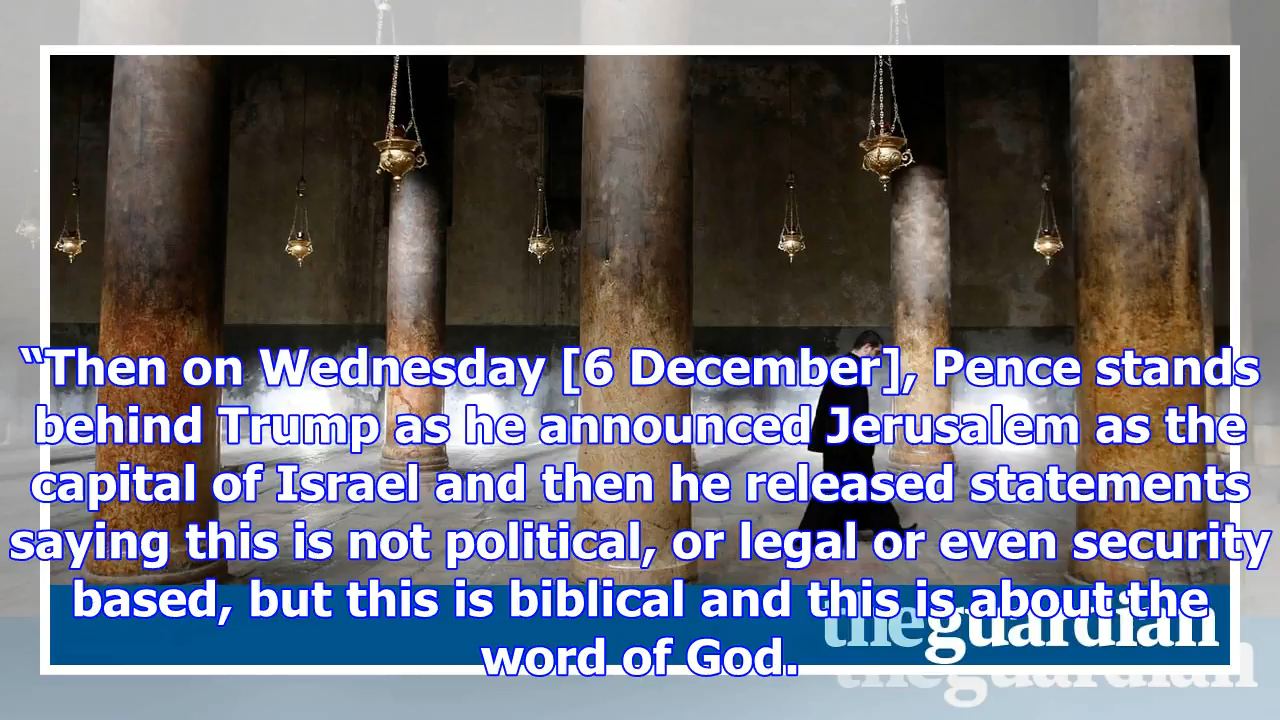 “Then on Wednesday [6 December], Pence stands
behind Trump as he announced Jerusalem as the
capital of Israel and then he released statements
saying this is not political, or legal or even security
based, but this is biblical and this is about the
word of God.
theguardian
theguardian